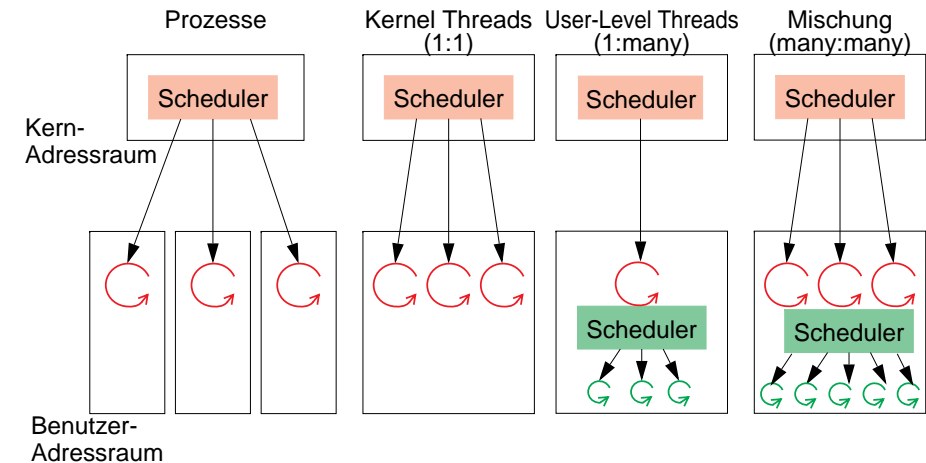 Prozesse
Kernel Threads
(1:1)
User-Level Threads
(1:many)
Mischung
(many:many)
Scheduler
Scheduler
Scheduler
Scheduler
Kern-
Adressraum
Scheduler
Scheduler
Benutzer-
Adressraum